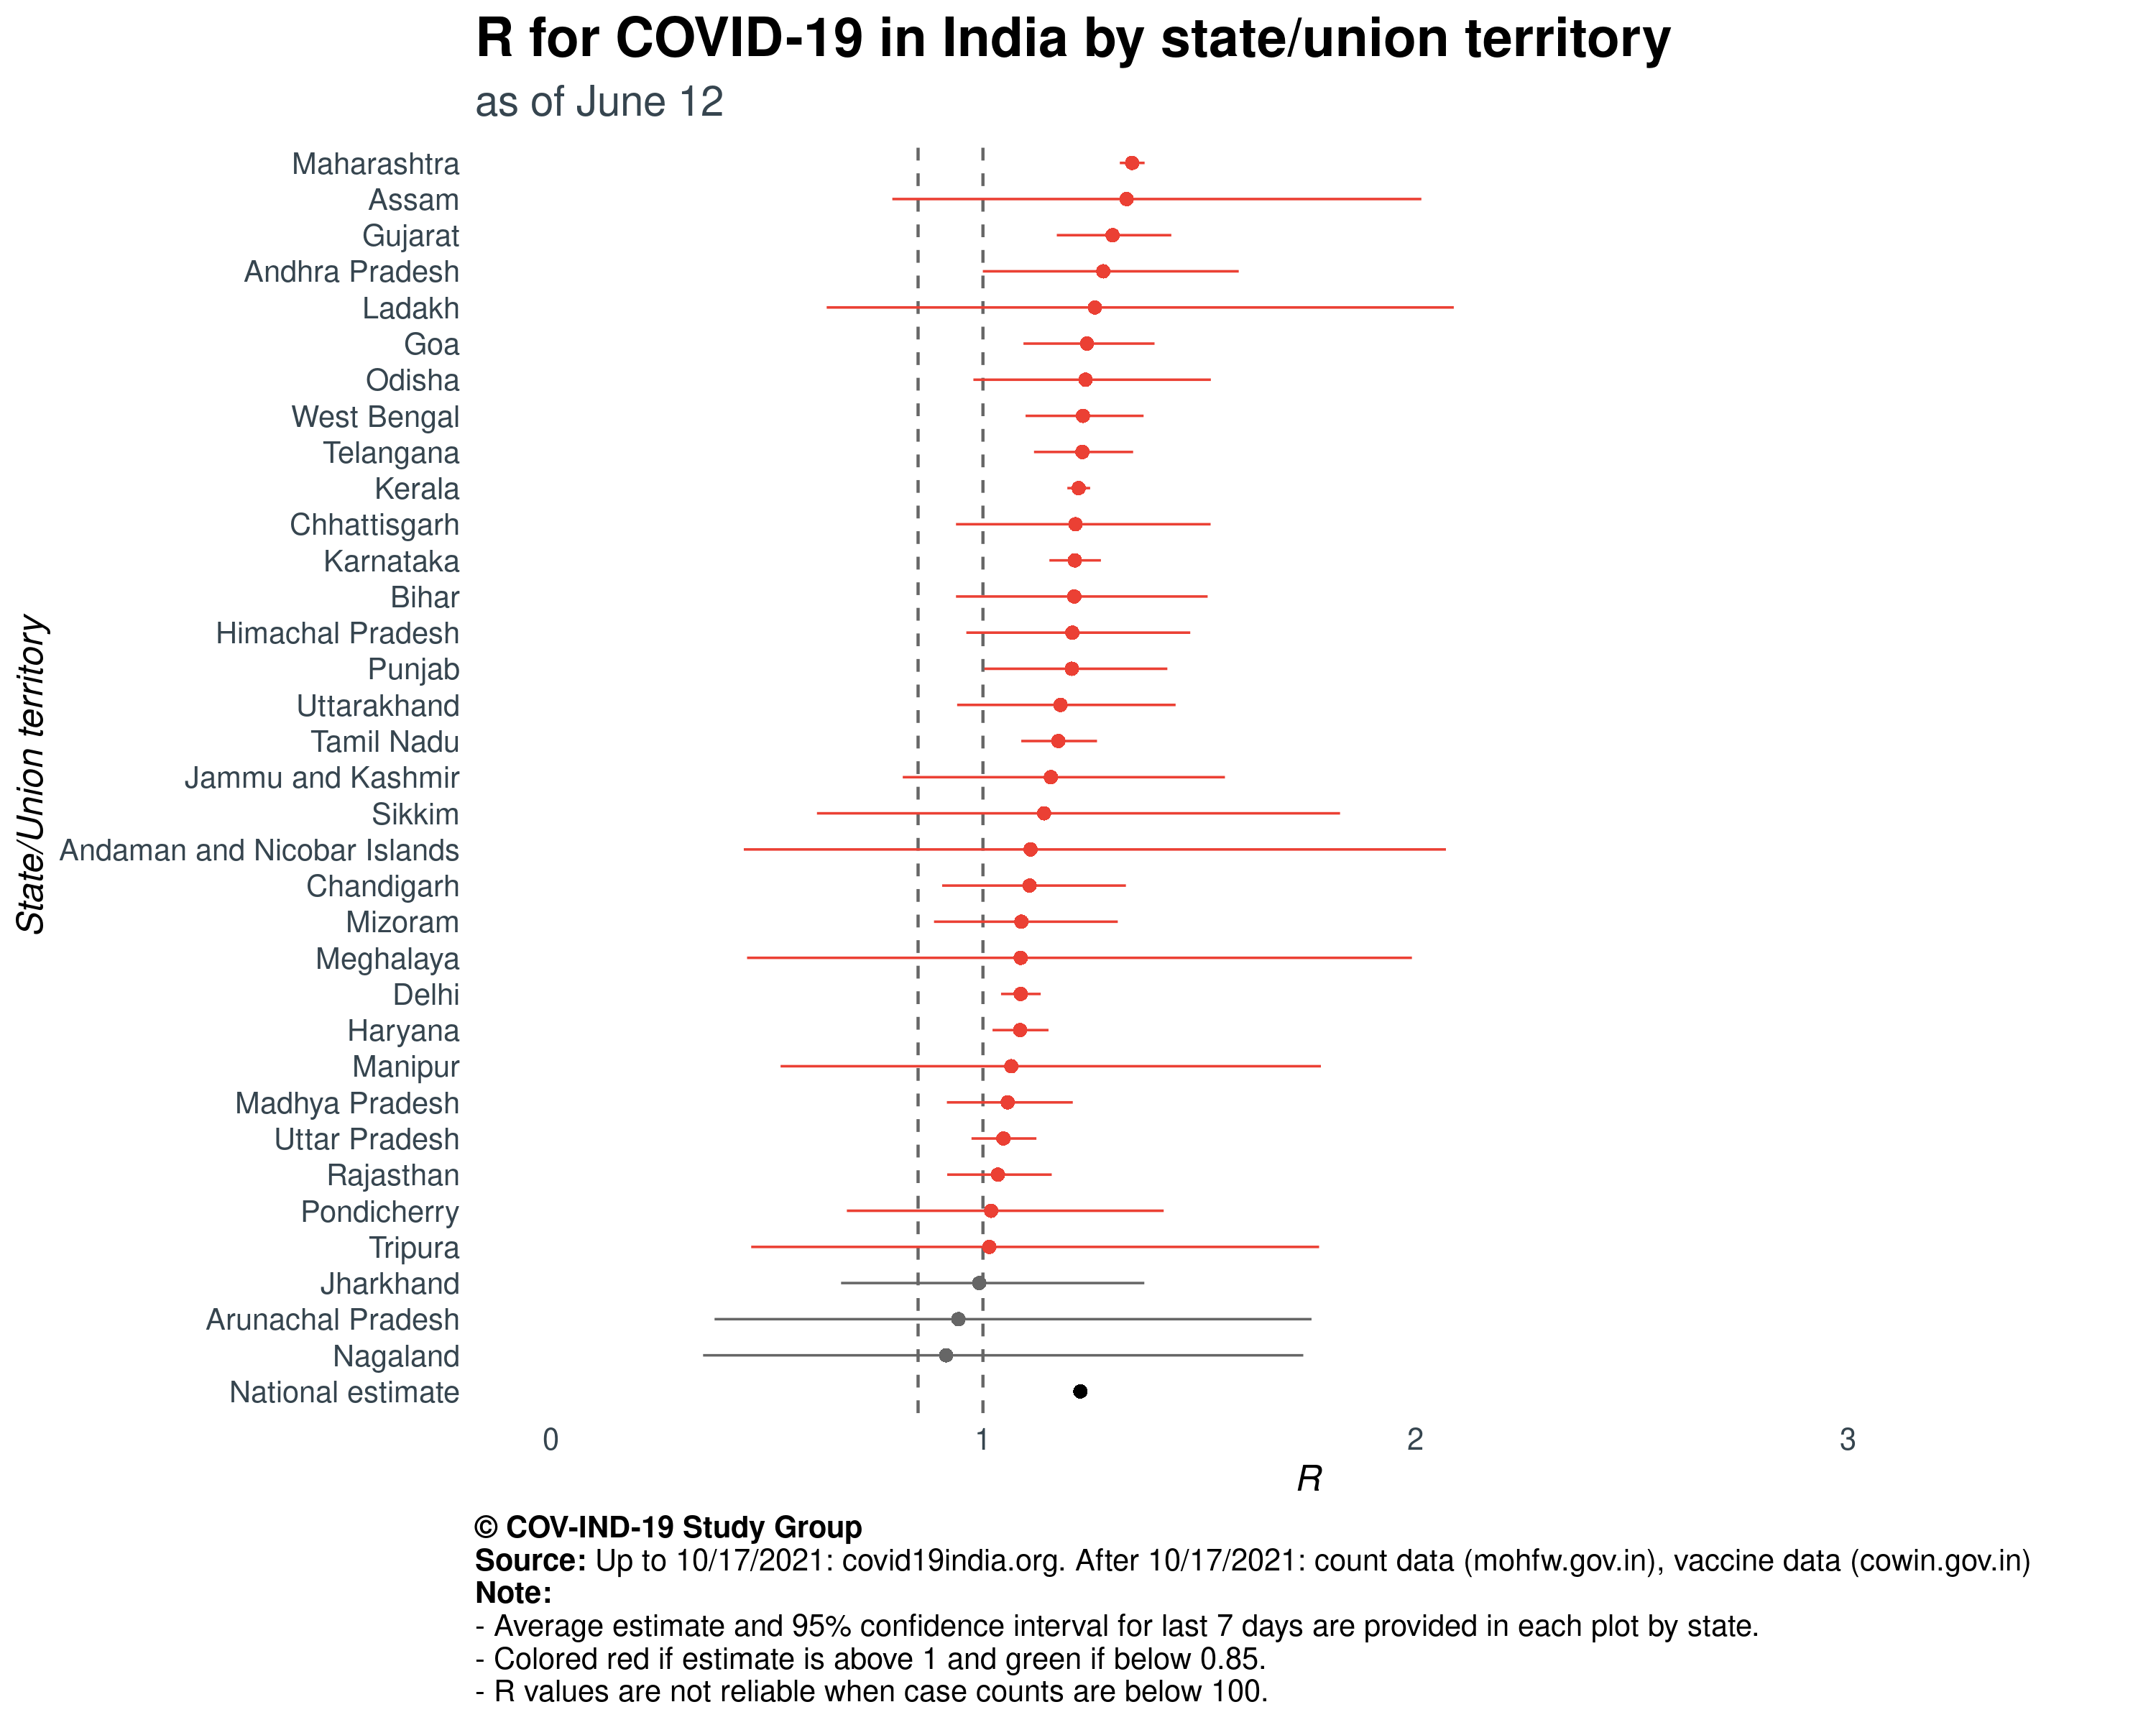 R for COVID-19 in India by state/union territory
as of June 12
State/Union territory
Maharashtra
Assam
Gujarat
Andhra Pradesh
Ladakh
Goa
Odisha
West Bengal
Telangana
Kerala
Chhattisgarh
Karnataka
Bihar
Himachal Pradesh
Punjab
Uttarakhand
Tamil Nadu
Jammu and Kashmir
Sikkim
Andaman and Nicobar Islands
Chandigarh
Mizoram
Meghalaya
Delhi
Haryana
Manipur
Madhya Pradesh
Uttar Pradesh
Rajasthan
Pondicherry
Tripura
Jharkhand
Arunachal Pradesh
Nagaland
National estimate
0 1 2 3
R
© COV-IND-19 Study Group
Source: Up to 10/17/2021: covid19india.org. After 10/17/2021: count data (mohfw.gov.in), vaccine data (cowin.gov.in)
Note:
- Average estimate and 95% confidence interval for last 7 days are provided in each plot by state.
- Colored red if estimate is above 1 and green if below 0.85.
- R values are not reliable when case counts are below 100.